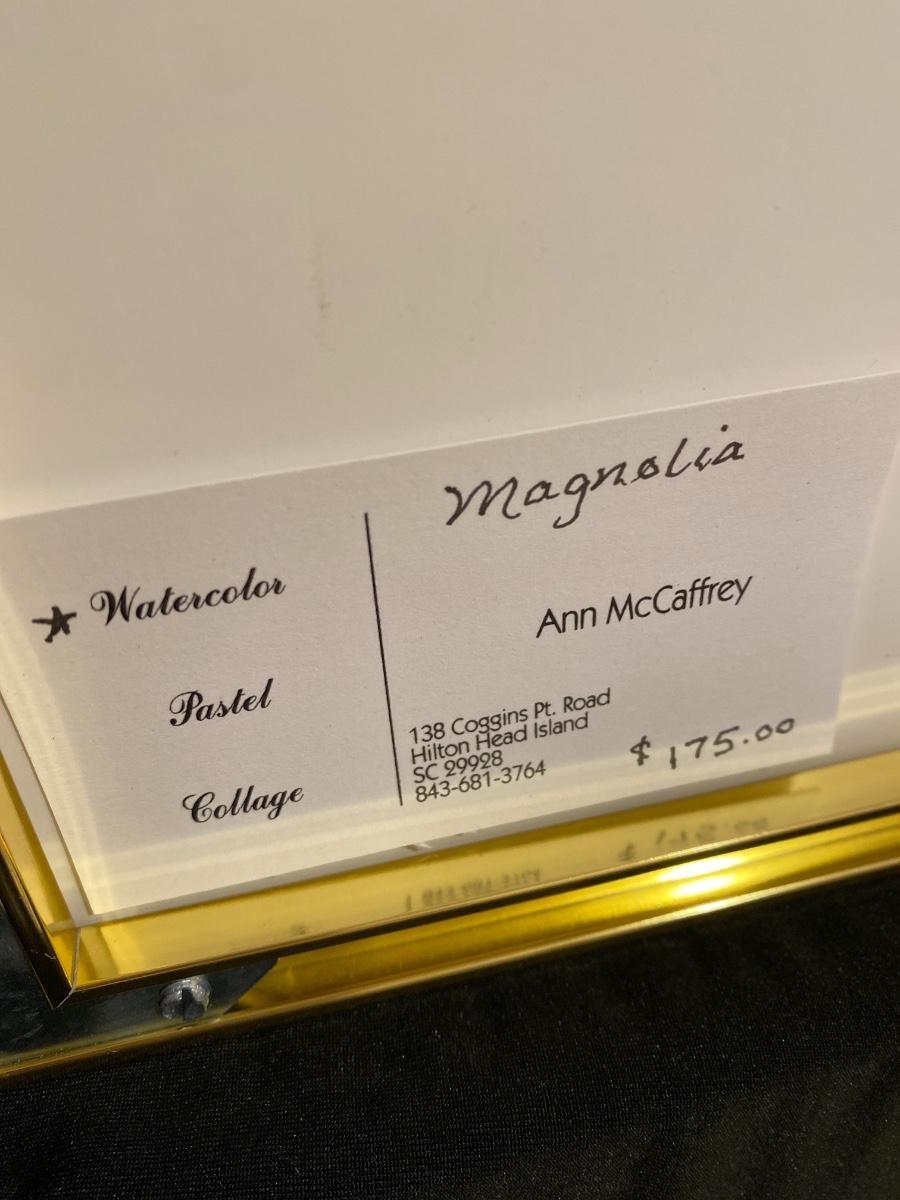 Magnolia
★ Watercolor
Pastel
Collage
Ann McCaffrey
138 Coggins Pt. Road
Hilton Head Island
SC 29928
843-681-3764
$175.00